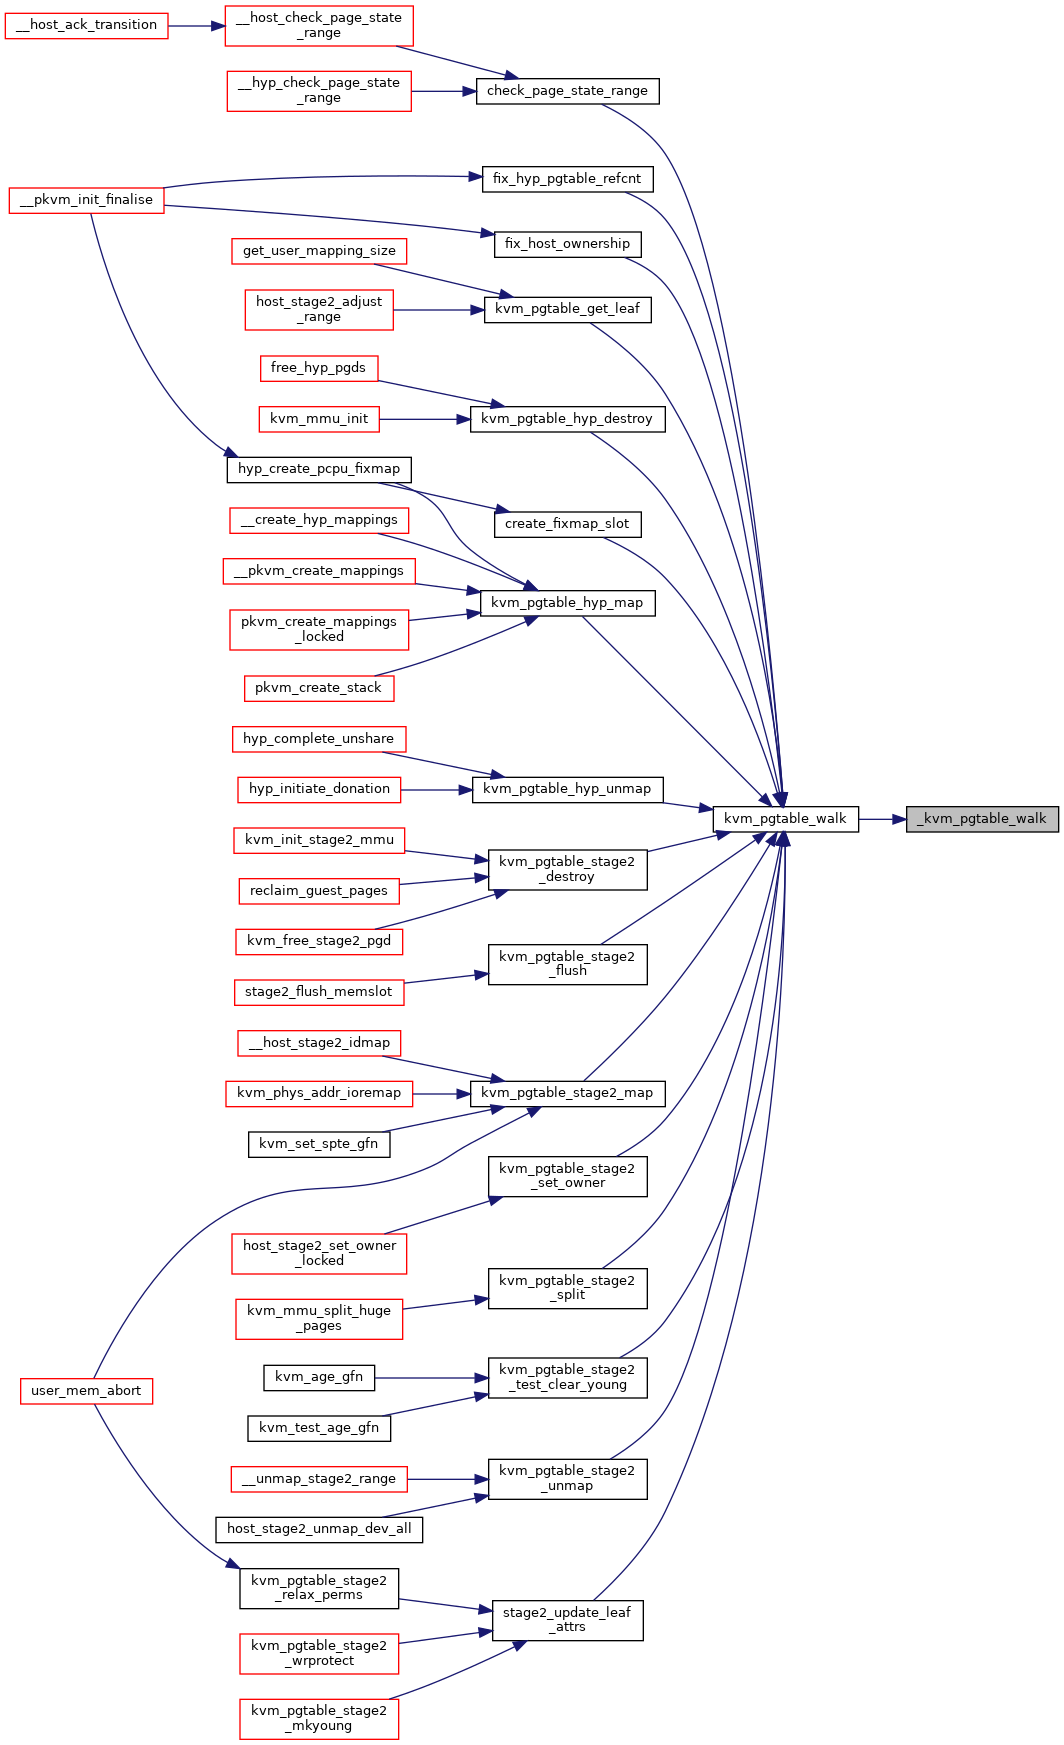 __host_ack_transition
__host_check_page_state
_range
__hyp_check_page_state
_range
check_page_state_range
fix_hyp_pgtable_refcnt
__pkvm_init_finalise
fix_host_ownership
get_user_mapping_size
host_stage2_adjust
_range
kvm_pgtable_get_leaf
free_hyp_pgds
kvm_mmu_init
kvm_pgtable_hyp_destroy
hyp_create_pcpu_fixmap
__create_hyp_mappings
create_fixmap_slot
__pkvm_create_mappings
kvm_pgtable_hyp_map
pkvm_create_mappings
_locked
pkvm_create_stack
hyp_complete_unshare
hyp_initiate_donation
kvm_pgtable_hyp_unmap
kvm_pgtable_walk
_kvm_pgtable_walk
kvm_init_stage2_mmu
kvm_pgtable_stage2
_destroy
reclaim_guest_pages
kvm_free_stage2_pgd
kvm_pgtable_stage2
_flush
stage2_flush_memslot
__host_stage2_idmap
kvm_phys_addr_ioremap
kvm_pgtable_stage2_map
kvm_set_spte_gfn
kvm_pgtable_stage2
_set_owner
host_stage2_set_owner
_locked
kvm_pgtable_stage2
_split
kvm_mmu_split_huge
_pages
kvm_age_gfn
kvm_pgtable_stage2
_test_clear_young
user_mem_abort
kvm_test_age_gfn
__unmap_stage2_range
kvm_pgtable_stage2
_unmap
host_stage2_unmap_dev_all
kvm_pgtable_stage2
_relax_perms
stage2_update_leaf
_attrs
kvm_pgtable_stage2
_wrprotect
kvm_pgtable_stage2
_mkyoung